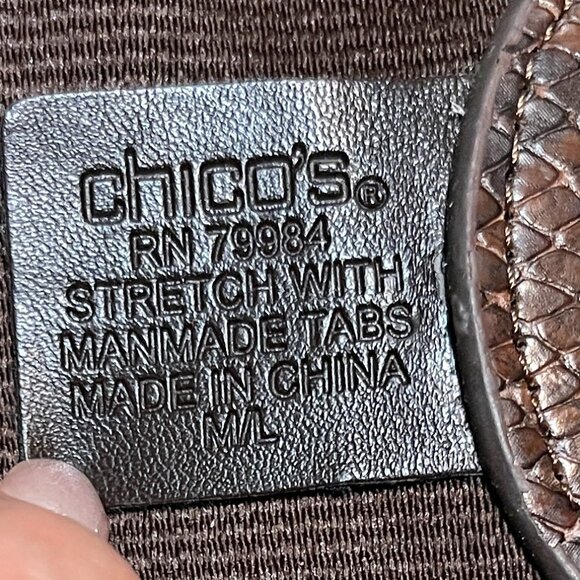 chico's®
RN 79984
STRETCH WITH
MANMADE TABS
MADE IN CHINA
M/L